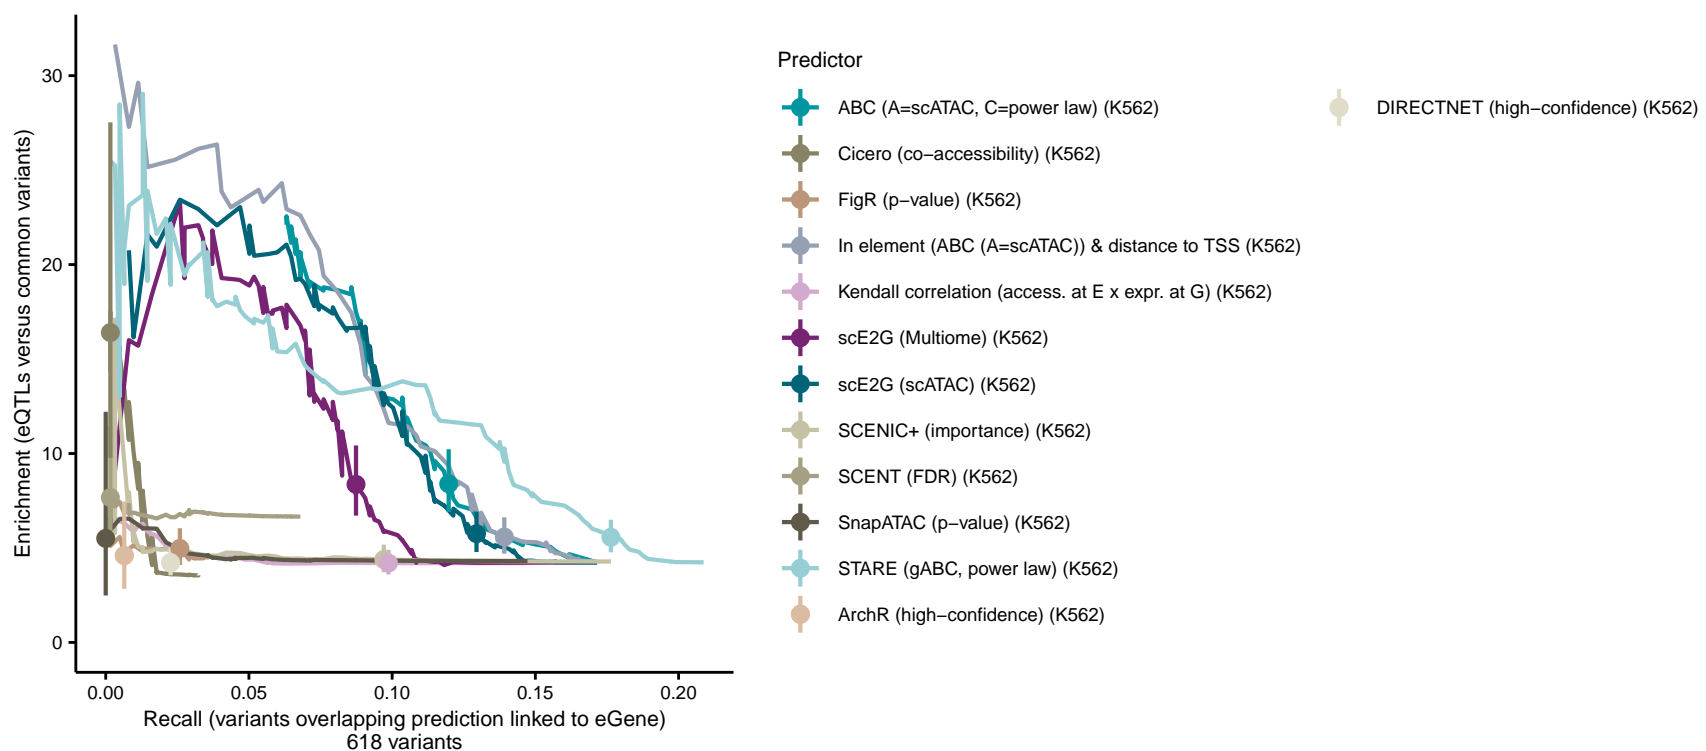 30
20
10
0
Enrichment (eQTLs versus common variants)
0.00
0.05
0.10
0.15
0.20
Recall (variants overlapping prediction linked to eGene)
618 variants
Predictor
ABC (A=scATAC, C=power law) (K562)
Cicero (co−accessibility) (K562)
FigR (p−value) (K562)
In element (ABC (A=scATAC)) & distance to TSS (K562)
Kendall correlation (access. at E x expr. at G) (K562)
scE2G (Multiome) (K562)
scE2G (scATAC) (K562)
SCENIC+ (importance) (K562)
SCENT (FDR) (K562)
SnapATAC (p−value) (K562)
STARE (gABC, power law) (K562)
ArchR (high−confidence) (K562)
DIRECTNET (high−confidence) (K562)